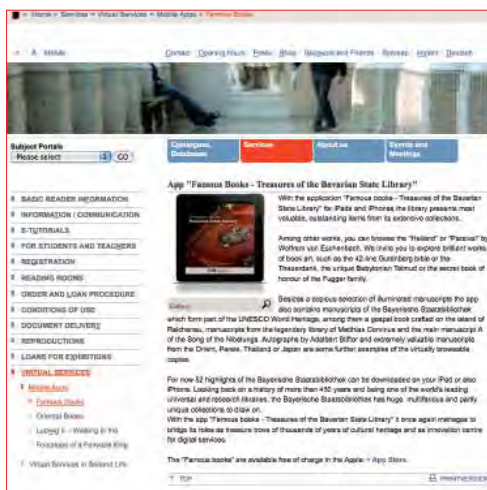 > Home > Services > Virtual Services > Mobile Apps > Famous Books
A Mobile
Contact Opening Hours Press Blogs Imprint Deutsch
Subject Portals
Please select GO
Catalogues, Databases
Services
About us
Events and Meetings
BASIC READER INFORMATION
INFORMATION / COMMUNICATION
E-TUTORIALS
FOR STUDENTS AND TEACHERS
REGISTRATION
READING ROOMS
ORDER AND LOAN PROCEDURE
CONDITIONS OF USE
DOCUMENT DELIVERY
REPRODUCTIONS
LOANS FOR EXHIBITIONS
VIRTUAL SERVICES
Mobile Apps
Famous Books
Oriental Books
Ludwig II - Walking in the
Footsteps of a Fairytale King
Virtual Services in Second Life
App "Famous Books - Treasures of the Bavarian State Library"
With the application "Famous books - Treasures of the Bavarian
State Library" for iPads and iPhones the library presents most
valuable, outstanding items from its extensive collections.
Among other works, you can browse the "Heliand" or "Parzival" by
Wolfram von Eschenbach. We invite you to explore brilliant works
of book art, such as the 42-line Gutenberg bible or the
Theuerdank, the unique Babylonian Talmud or the secret book of
honour of the Fugger family.
Besides a copious selection of illuminated manuscripts the app
also contains manuscripts of the Bayerische Staatsbibliothek
which form part of the UNESCO World Heritage, among them a gospel book crafted on the island of
Reichenau, manuscripts from the legendary library of Matthias Corvinus and the main manuscript A
of the Song of the Nibelungs. Autographs by Adalbert Stifter and extremely valuable manuscripts
from the Orient, Persia, Thailand or Japan are some further examples of the virtually browseable
copies.
For now 52 highlights of the Bayerische Staatsbibliothek can be downloaded on your iPad or also
iPhone. Looking back on a history of more than 450 years and being one of the world's leading
universal and research libraries, the Bayerische Staatsbibliothek has huge, multifarious and partly
unique collections to draw on.
With the app "Famous books - Treasures of the Bavarian State Library" it once again manages to
bridge its roles as treasure trove of thousands of years of cultural heritage and as innovation centre
for digital services.
The "Famous books" are available free of charge in the Apple > App Store.
TOP
PRINTVERSION